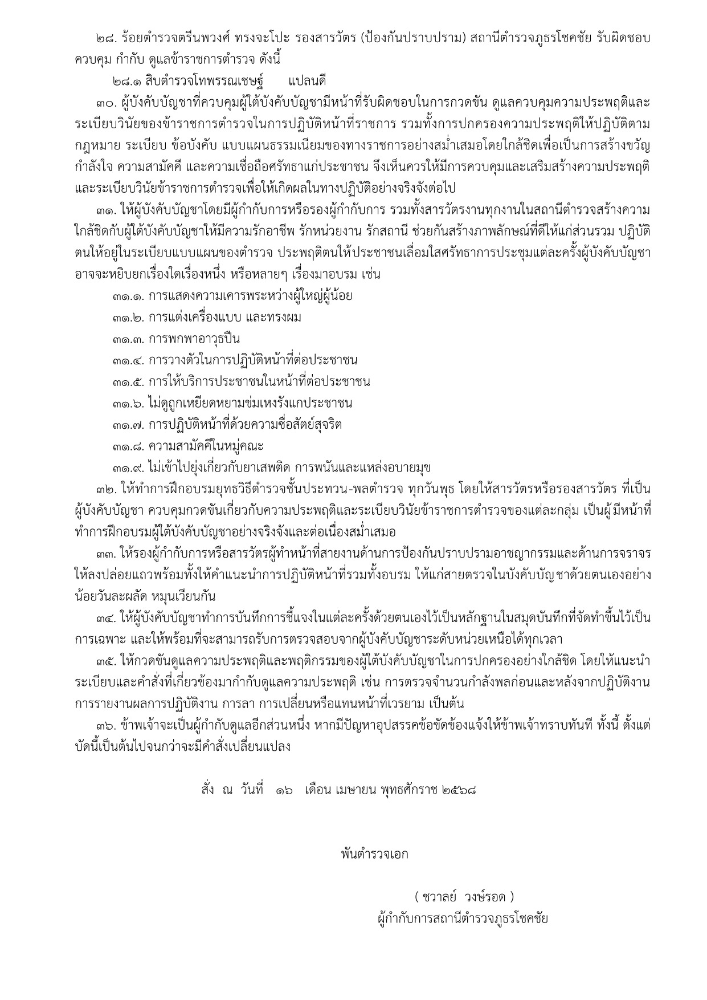 ๒๘. ร้อยตำรวจตรีนพวงศ์ ทรงจะโปะ รองสารวัตร (ป้องกันปราบปราม) สถานีตำรวจภูธรโชคชัย รับผิดชอบ
ควบคุม กำกับ ดูแลข้าราชการตำรวจ ดังนี้
๒๘.๑ สิบตำรวจโทพรรณเชษฐ์ แปลนดี
๓๐. ผู้บังคับบัญชาที่ควบคุมผู้ใต้บังคับบัญชามีหน้าที่รับผิดชอบในการกวดขัน ดูแลควบคุมความประพฤติและ
ระเบียบวินัยของข้าราชการตำรวจในการปฏิบัติหน้าที่ราชการ รวมทั้งการปกครองความประพฤติให้ปฏิบัติตาม
กฎหมาย ระเบียบ ข้อบังคับ แบบแผนธรรมเนียมของทางราชการอย่างสม่ำเสมอโดยใกล้ชิดเพื่อเป็นการสร้างขวัญ
กำลังใจ ความสามัคคี และความเชื่อถือศรัทธาแก่ประชาชน จึงเห็นควรให้มีการควบคุมและเสริมสร้างความประพฤติ
และระเบียบวินัยข้าราชการตำรวจเพื่อให้เกิดผลในทางปฏิบัติอย่างจริงจังต่อไป
๓๑. ให้ผู้บังคับบัญชาโดยมีผู้กำกับการหรือรองผู้กำกับการ รวมทั้งสารวัตรงานทุกงานในสถานีตำรวจสร้างความ
ใกล้ชิดกับผู้ใต้บังคับบัญชาให้มีความรักอาชีพ รักหน่วยงาน รักสถานี ช่วยกันสร้างภาพลักษณ์ที่ดีให้แก่ส่วนรวม ปฏิบัติ
ตนให้อยู่ในระเบียบแบบแผนของตำรวจ ประพฤติตนให้ประชาชนเลื่อมใสศรัทธาการประชุมแต่ละครั้งผู้บังคับบัญชา
อาจจะหยิบยกเรื่องใดเรื่องหนึ่ง หรือหลายๆ เรื่องมาอบรม เช่น
๓๑.๑. การแสดงความเคารพระหว่างผู้ใหญ่ผู้น้อย
๓๑.๒. การแต่งเครื่องแบบ และทรงผม
๓๑.๓. การพกพาอาวุธปืน
๓๑.๔. การวางตัวในการปฏิบัติหน้าที่ต่อประชาชน
๓๑.๕. การให้บริการประชาชนในหน้าที่ต่อประชาชน
๓๑.๖. ไม่ดูถูกเหยียดหยามข่มเหงรังแกประชาชน
๓๑.๗. การปฏิบัติหน้าที่ด้วยความซื่อสัตย์สุจริต
๓๑.๘. ความสามัคคีในหมู่คณะ
๓๑.๙. ไม่เข้าไปยุ่งเกี่ยวกับยาเสพติด การพนันและแหล่งอบายมุข
๓๒. ให้ทำการฝึกอบรมยุทธวิธีตำรวจชั้นประทวน-พลตำรวจ ทุกวันพุธ โดยให้สารวัตรหรือรองสารวัตร ที่เป็น
ผู้บังคับบัญชา ควบคุมกวดขันเกี่ยวกับความประพฤติและระเบียบวินัยข้าราชการตำรวจของแต่ละกลุ่ม เป็นผู้มีหน้าที่
ทำการฝึกอบรมผู้ใต้บังคับบัญชาอย่างจริงจังและต่อเนื่องสม่ำเสมอ
๓๓. ให้รองผู้กำกับการหรือสารวัตรผู้ทำหน้าที่สายงานด้านการป้องกันปราบปรามอาชญากรรมและด้านการจราจร
ให้ลงปล่อยแถวพร้อมทั้งให้คำแนะนำการปฏิบัติหน้าที่รวมทั้งอบรม ให้แก่สายตรวจในบังคับบัญชาด้วยตนเองอย่าง
น้อยวันละผลัด หมุนเวียนกัน
๓๔. ให้ผู้บังคับบัญชาทำการบันทึกการชี้แจงในแต่ละครั้งด้วยตนเองไว้เป็นหลักฐานในสมุดบันทึกที่จัดทำขึ้นไว้เป็น
การเฉพาะ และให้พร้อมที่จะสามารถรับการตรวจสอบจากผู้บังคับบัญชาระดับหน่วยเหนือได้ทุกเวลา
๓๕. ให้กวดขันดูแลความประพฤติและพฤติกรรมของผู้ใต้บังคับบัญชาในการปกครองอย่างใกล้ชิด โดยให้แนะนำ
ระเบียบและคำสั่งที่เกี่ยวข้องมากำกับดูแลความประพฤติ เช่น การตรวจจำนวนกำลังพลก่อนและหลังจากปฏิบัติงาน
การรายงานผลการปฏิบัติงาน การลา การเปลี่ยนหรือแทนหน้าที่เวรยาม เป็นต้น
๓๖. ข้าพเจ้าจะเป็นผู้กำกับดูแลอีกส่วนหนึ่ง หากมีปัญหาอุปสรรคข้อขัดข้องแจ้งให้ข้าพเจ้าทราบทันที ทั้งนี้ ตั้งแต่
บัดนี้เป็นต้นไปจนกว่าจะมีคำสั่งเปลี่ยนแปลง
สั่ง ณ วันที่ ๑๖ เดือน เมษายน พุทธศักราช ๒๕๖๘
พันตำรวจเอก
( ชวาลย์ วงษ์รอด )
ผู้กำกับการสถานีตำรวจภูธรโชคชัย